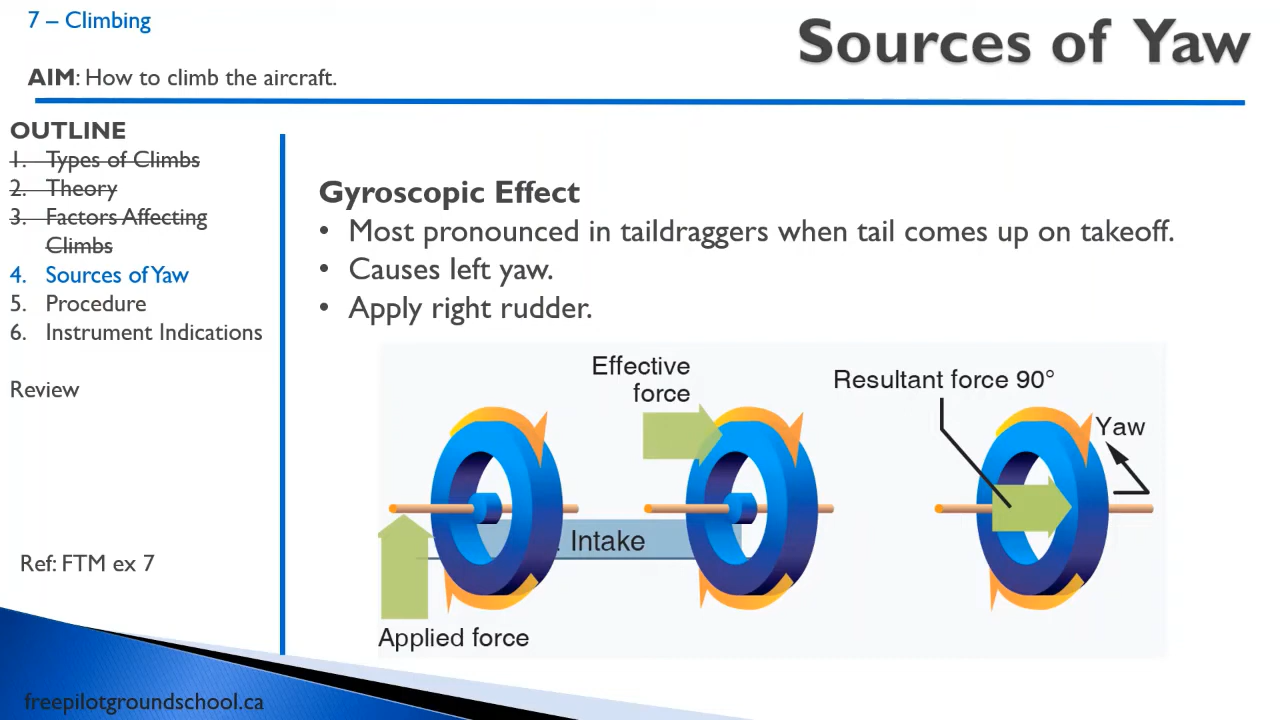 7 – Climbing
Sources of Yaw
AIM: How to climb the aircraft.
OUTLINE
1. Types of Climbs
2. Theory
3. Factors Affecting
Climbs
4. Sources of Yaw
5. Procedure
6. Instrument Indications
Review
Ref: FTM ex 7
freepilotgroundschool.ca
Gyroscopic Effect
• Most pronounced in taildraggers when tail comes up on takeoff.
• Causes left yaw.
• Apply right rudder.
Effective
force
Resultant force 90°
Yaw
Intake
Applied force